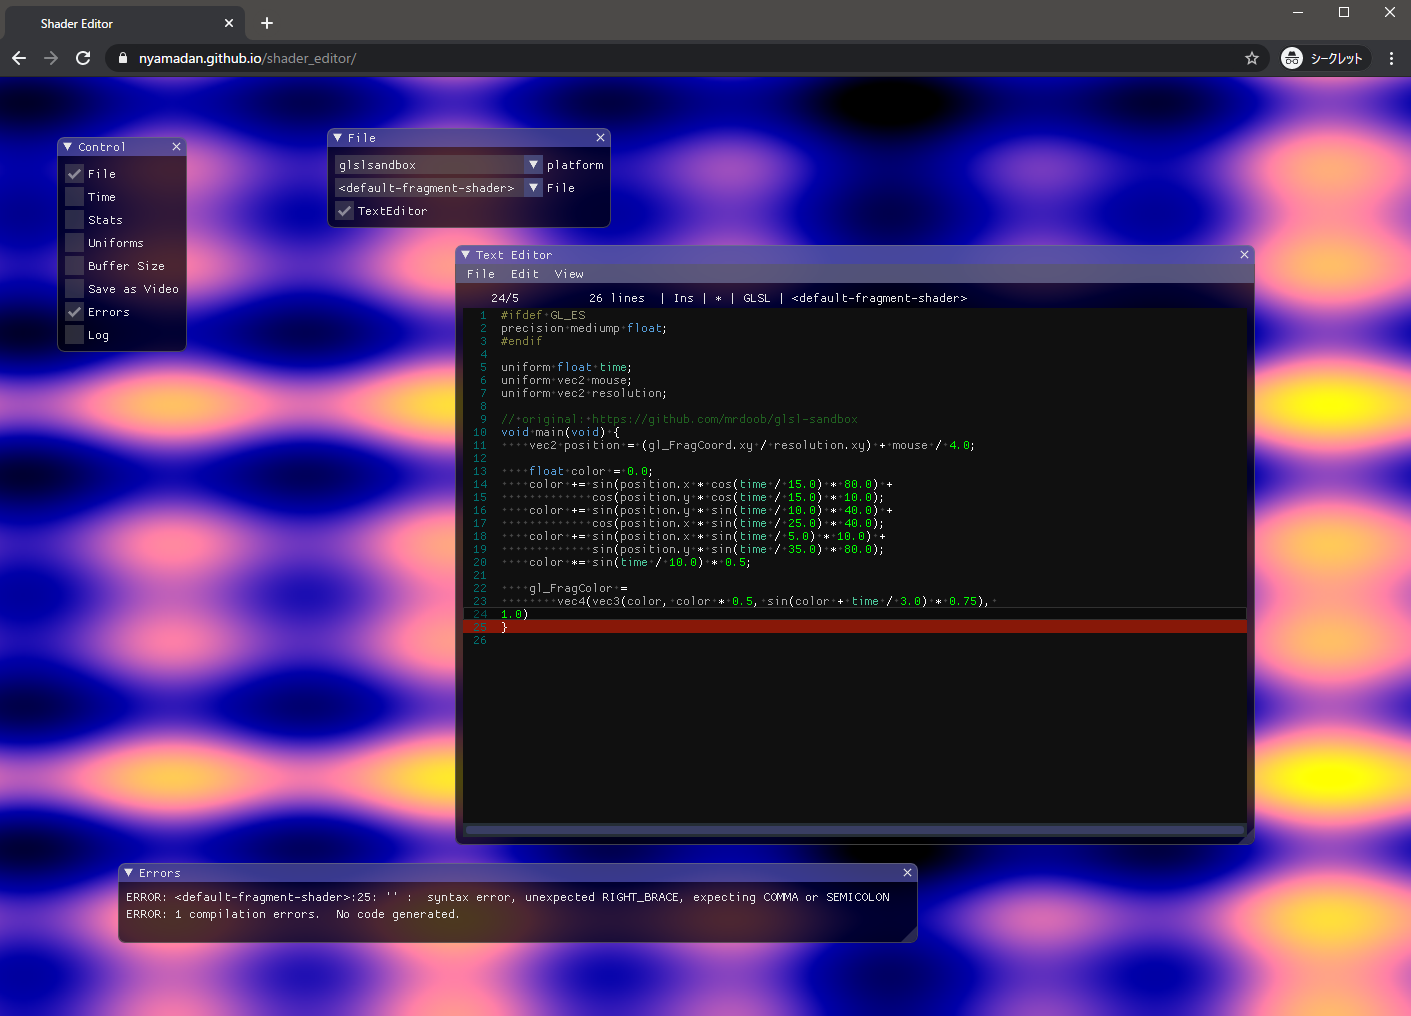 Shader Editor
nyamadan.github.io/shader_editor/
シークレット
Control
File
Time
Stats
Uniforms
Buffer Size
Save as Video
Errors
Log
File
glslsandbox platform
<default-fragment-shader> File
TextEditor
Text Editor
File Edit View
24/5 26 lines | Ins | * | GLSL | <default-fragment-shader>
1 #ifdef GL_ES
2 precision mediump float;
3 #endif
4
5 uniform float time;
6 uniform vec2 mouse;
7 uniform vec2 resolution;
8
9 // original: https://github.com/mrdoob/glsl-sandbox
10 void main(void) {
11     vec2 position = (gl_FragCoord.xy / resolution.xy) + mouse / 4.0;
12
13     float color = 0.0;
14     color += sin(position.x * cos(time / 15.0) * 80.0) +
15              cos(position.y * cos(time / 15.0) * 10.0);
16     color += sin(position.y * sin(time / 10.0) * 40.0) +
17              cos(position.x * sin(time / 25.0) * 40.0);
18     color += sin(position.x * sin(time / 5.0) * 10.0) +
19              sin(position.y * sin(time / 35.0) * 80.0);
20     color *= sin(time / 10.0) * 0.5;
21
22     gl_FragColor =
23         vec4(vec3(color, color * 0.5, sin(color + time / 3.0) * 0.75),
24 1.0)
25 }
26
Errors
ERROR: <default-fragment-shader>:25: '' :  syntax error, unexpected RIGHT_BRACE, expecting COMMA or SEMICOLON
ERROR: 1 compilation errors.  No code generated.